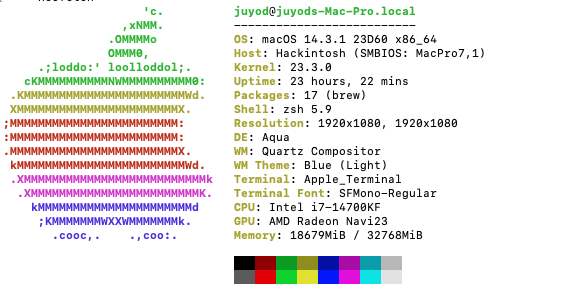 juyod@juyods-Mac-Pro.local
--------------------------
OS: macOS 14.3.1 23D60 x86_64
Host: Hackintosh (SMBIOS: MacPro7,1)
Kernel: 23.3.0
Uptime: 23 hours, 22 mins
Packages: 17 (brew)
Shell: zsh 5.9
Resolution: 1920x1080, 1920x1080
DE: Aqua
WM: Quartz Compositor
WM Theme: Blue (Light)
Terminal: Apple_Terminal
Terminal Font: SFMono-Regular
CPU: Intel i7-14700KF
GPU: AMD Radeon Navi23
Memory: 18679MiB / 32768MiB
'c.
,xNMM.
.OMMMMo
OMMM0,
.;loddo:' loolloddol;.
cKMMMMMMMMMMNWMMMMMMMMMM0:
.KMMMMMMMMMMMMMMMMMMMMMMMWd.
XMMMMMMMMMMMMMMMMMMMMMMMX.
;MMMMMMMMMMMMMMMMMMMMMMMM:
:MMMMMMMMMMMMMMMMMMMMMMMM:
.MMMMMMMMMMMMMMMMMMMMMMMMX.
kMMMMMMMMMMMMMMMMMMMMMMMMWd.
.XMMMMMMMMMMMMMMMMMMMMMMMMMMk
.XMMMMMMMMMMMMMMMMMMMMMMMMK.
kMMMMMMMMMMMMMMMMMMMMMMd
;KMMMMMMMWXXWMMMMMMMk.
.cooc,. .,coo:.